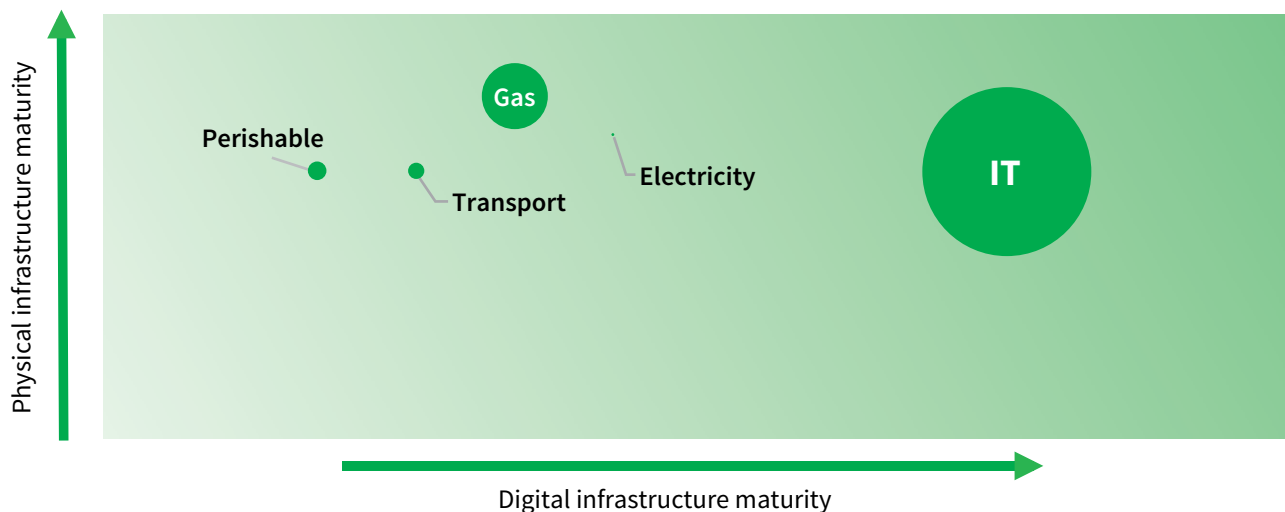 Physical infrastructure maturity
Gas
Perishable
IT
Electricity
Transport
Digital infrastructure maturity